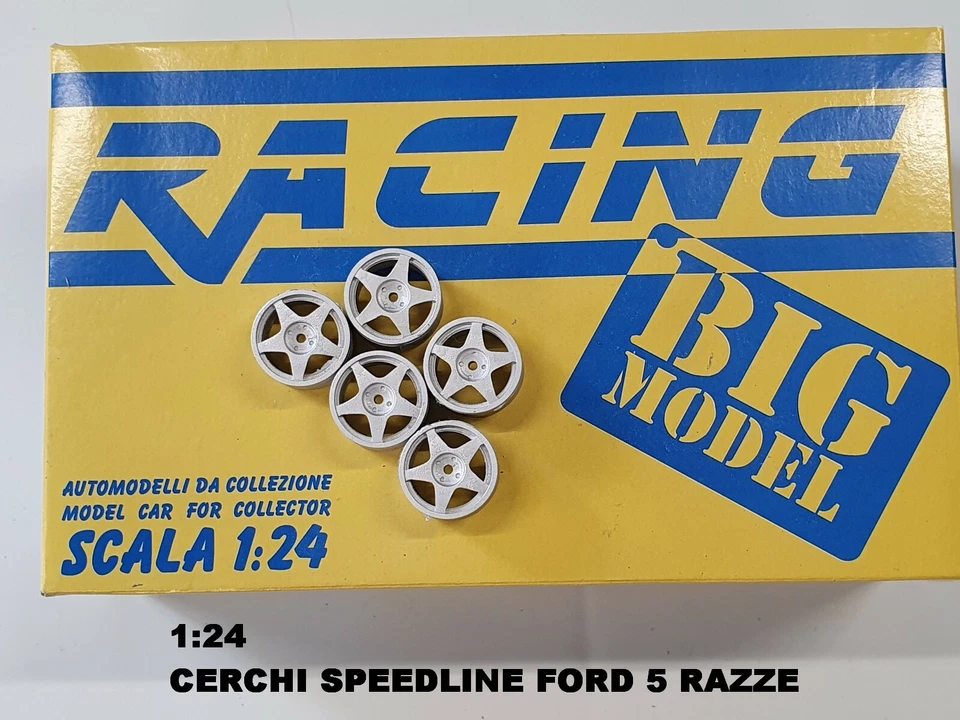 RACING
BIG
MODEL
AUTOMODELLI DA COLLEZIONE
MODEL CAR FOR COLLECTOR
SCALA 1:24
1:24
CERCHI SPEEDLINE FORD 5 RAZZE